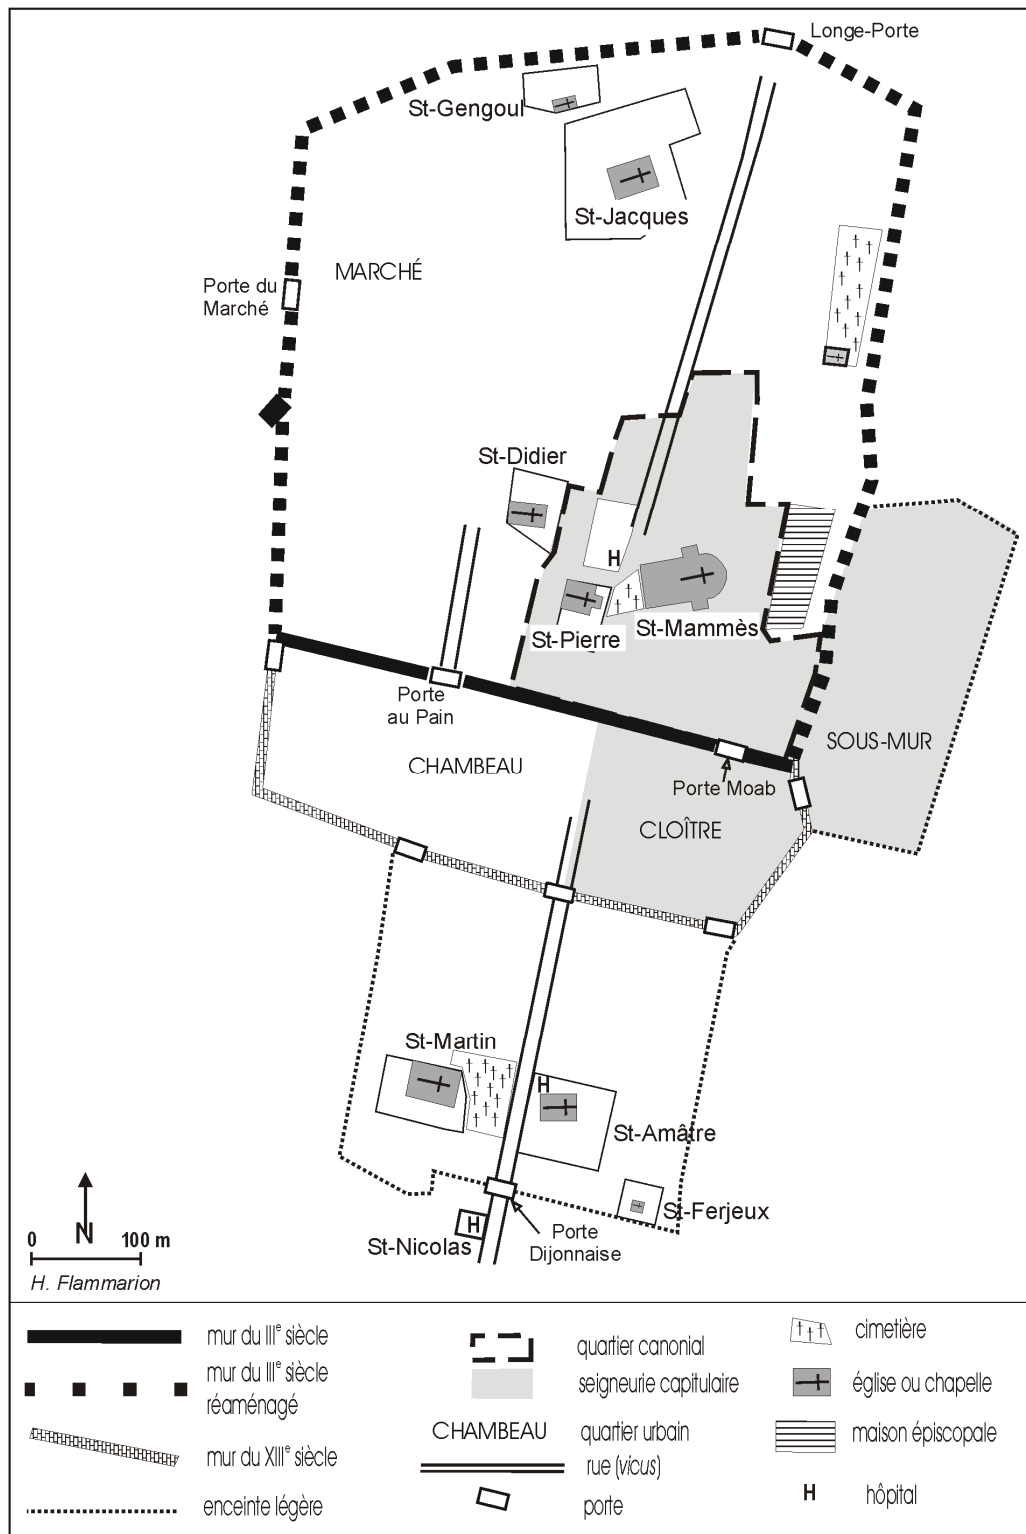 Longe-Porte
St-Gengoul
St-Jacques
MARCHÉ
Porte du
Marché
St-Didier
H
St-Pierre
St-Mammès
Porte
au Pain
SOUS-MUR
CHAMBEAU
Porte Moab
CLOÎTRE
St-Martin
H
St-Amâtre
St-Ferjeux
H
St-Nicolas
Porte
Dijonnaise
N
0 100 m
H. Flammarion
mur du IIIe siècle
mur du IIIe siècle
réaménagé
mur du XIIIe siècle
enceinte légère
quartier canonial
seigneurie capitulaire
CHAMBEAU quartier urbain
rue (vicus)
porte
cimetière
église ou chapelle
maison épiscopale
H hôpital